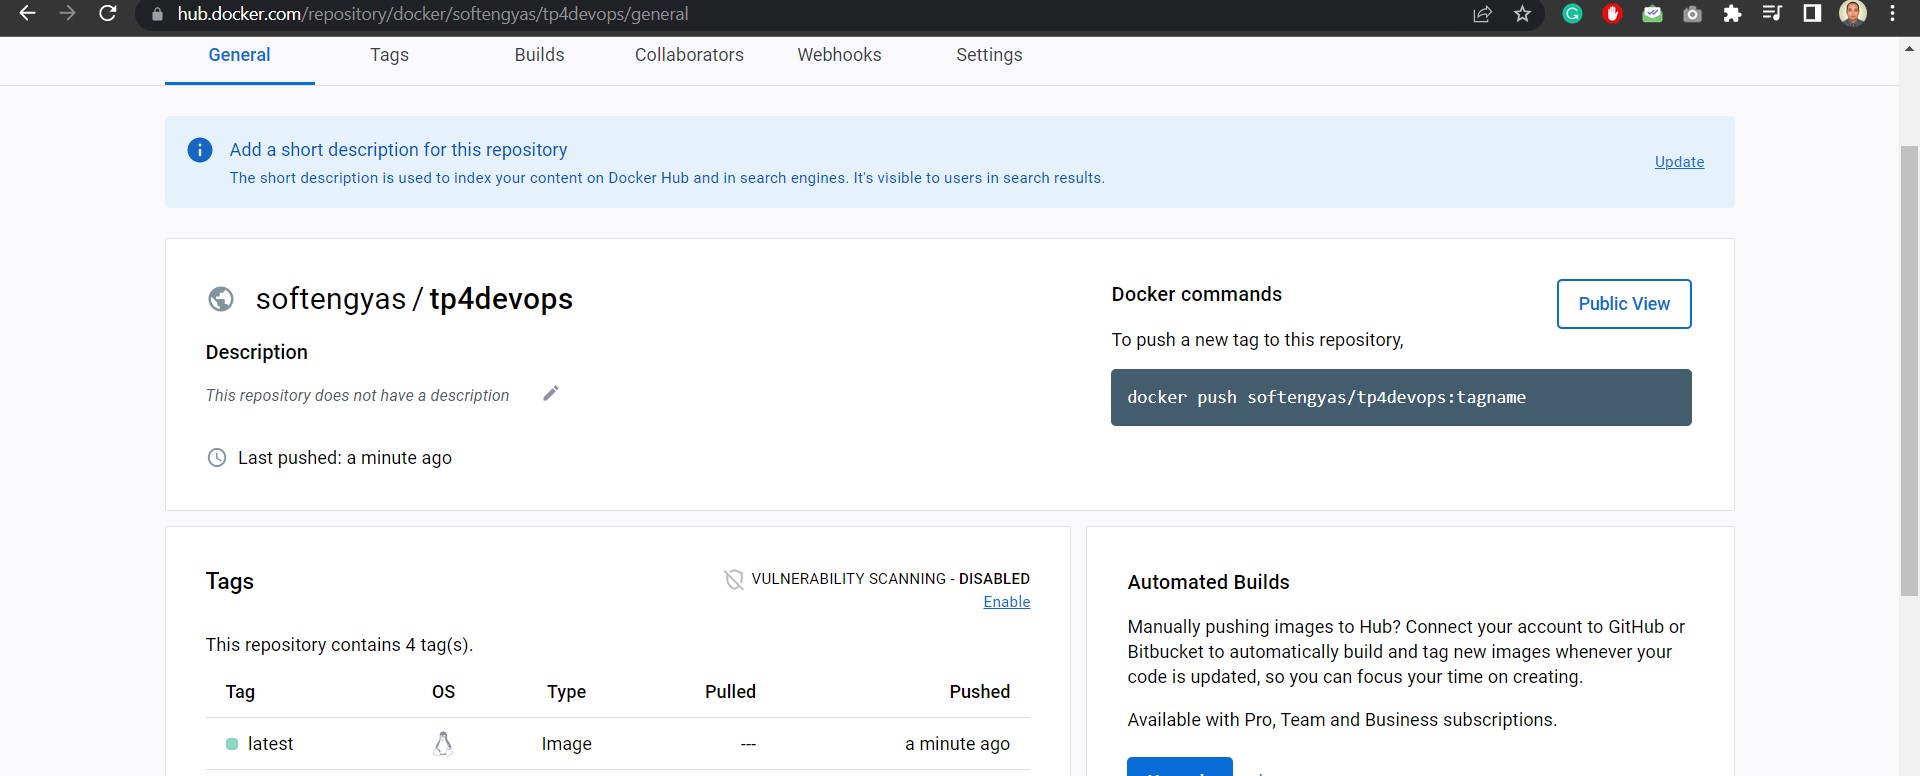 hub.docker.com/repository/docker/softengyas/tp4devops/general
General Tags Builds Collaborators Webhooks Settings
Add a short description for this repository
The short description is used to index your content on Docker Hub and in search engines. It's visible to users in search results.
Update
softengyas / tp4devops
Description
This repository does not have a description
Last pushed: a minute ago
Docker commands
Public View
To push a new tag to this repository,
docker push softengyas/tp4devops:tagname
Tags
VULNERABILITY SCANNING - DISABLED
Enable
This repository contains 4 tag(s).
Tag OS Type Pulled Pushed
latest Image --- a minute ago
Automated Builds
Manually pushing images to Hub? Connect your account to GitHub or
Bitbucket to automatically build and tag new images whenever your
code is updated, so you can focus your time on creating.
Available with Pro, Team and Business subscriptions.